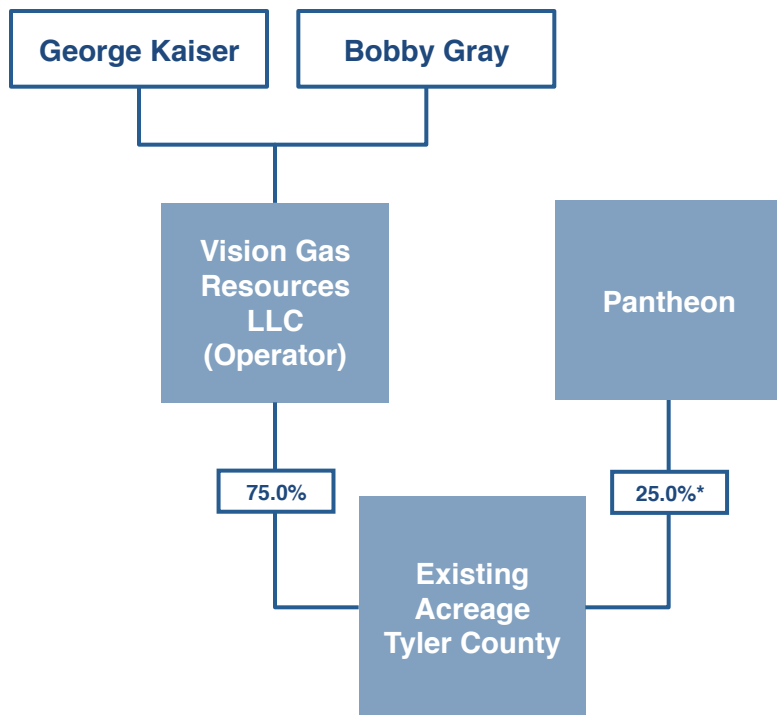 George Kaiser
Bobby Gray
Vision Gas
Resources
LLC
(Operator)
Pantheon
75.0%
25.0%*
Existing
Acreage
Tyler County